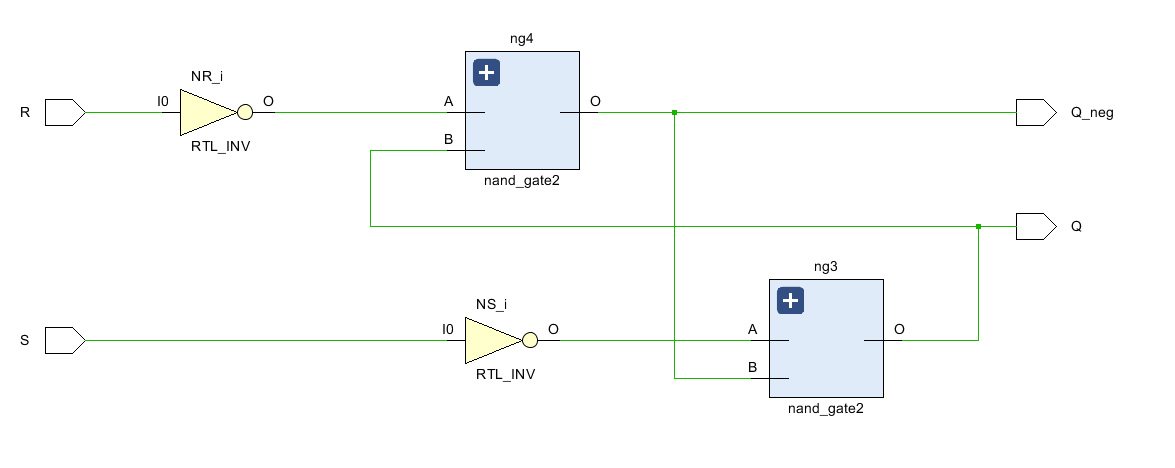 ng4
NR_i
R
I0
O
A
O
Q_neg
B
RTL_INV
nand_gate2
Q
ng3
NS_i
S
I0
O
A
O
B
RTL_INV
nand_gate2